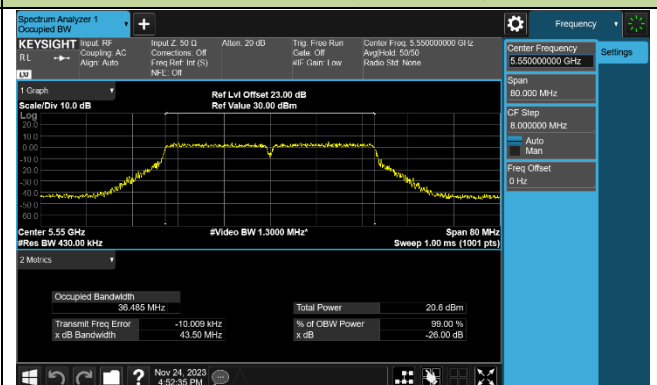 Spectrum Analyzer 1
Occupied BW
+
Frequency
KEYSIGHT
RL
Input: RF
Coupling: AC
Align: Auto
Input Z: 50 Ω
Corrections: Off
Freq Ref: Int (S)
NFE: Off
Atten: 20 dB
Trig: Free Run
Gate: Off
#IF Gain: Low
Center Freq: 5.550000000 GHz
Avg|Hold: 50/50
Radio Std: None
Center Frequency
5.550000000 GHz
Settings
Span
80.000 MHz
CF Step
8.000000 MHz
Auto
Man
Freq Offset
0 Hz
1 Graph
Scale/Div 10.0 dB
Ref Lvl Offset 23.00 dB
Ref Value 30.00 dBm
Log
20.0
10.0
0.00
-10.0
-20.0
-30.0
-40.0
-50.0
-60.0
Center 5.55 GHz
#Res BW 430.00 kHz
#Video BW 1.3000 MHz*
Span 80 MHz
Sweep 1.00 ms (1001 pts)
2 Metrics
Occupied Bandwidth
36.485 MHz
Total Power
20.6 dBm
Transmit Freq Error
-10.009 kHz
% of OBW Power
99.00 %
x dB Bandwidth
43.50 MHz
x dB
-26.00 dB
?
Nov 24, 2023
4:52:35 PM